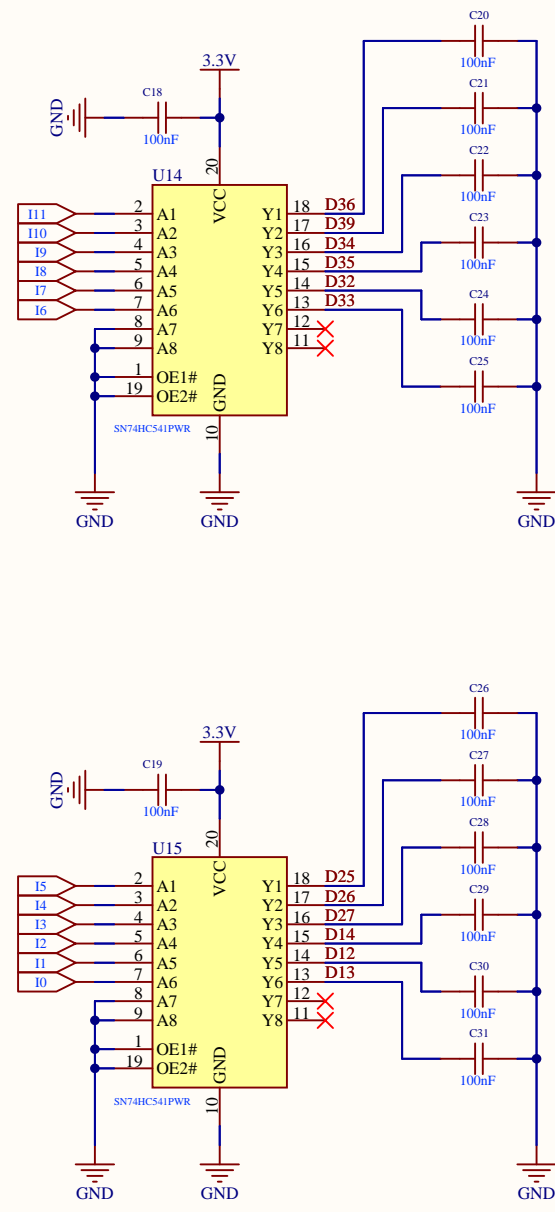 C20
100nF
3.3V
C18
GND
100nF
C21
100nF
U14
20
VCC
C22
100nF
I11 2 A1 Y1 18 D36
I10 3 A2 Y2 17 D39
I9 4 A3 Y3 16 D34
I8 5 A4 Y4 15 D35
I7 6 A5 Y5 14 D32
I6 7 A6 Y6 13 D33
8 A7 Y7 12
9 A8 Y8 11
1 OE1#
19 OE2#
GND
10
SN74HC541PWR
C23
100nF
C24
100nF
C25
100nF
GND
GND
GND
C26
100nF
3.3V
C19
GND
100nF
C27
100nF
U15
20
VCC
C28
100nF
I5 2 A1 Y1 18 D25
I4 3 A2 Y2 17 D26
I3 4 A3 Y3 16 D27
I2 5 A4 Y4 15 D14
I1 6 A5 Y5 14 D12
I0 7 A6 Y6 13 D13
8 A7 Y7 12
9 A8 Y8 11
1 OE1#
19 OE2#
GND
10
SN74HC541PWR
C29
100nF
C30
100nF
C31
100nF
GND
GND
GND